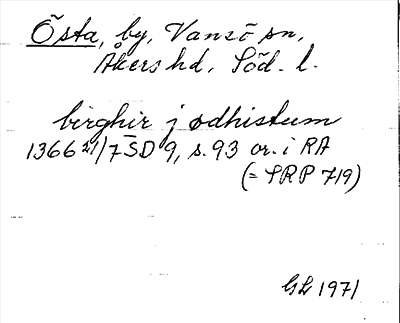 Östa, by, Vansö sn,
Åkers hd, Söd. l.
birghir j ødhistum
1366 21/7 SD 9, s. 93 or. i RA
(= SRP 719)
GL 1971